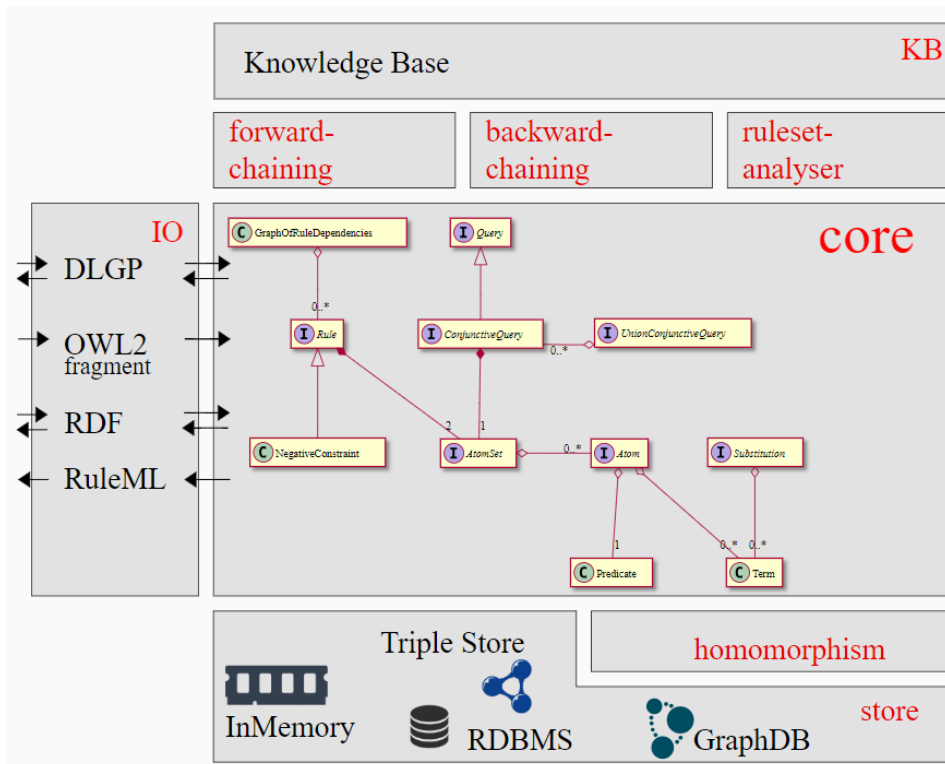 Knowledge Base
KB
forward-
chaining
backward-
chaining
ruleset-
analyser
IO
DLGP
OWL2
fragment
RDF
RuleML
core
C GraphOfRuleDependencies
I Query
0..*
I Rule
I ConjunctiveQuery
0..*
I UnionConjunctiveQuery
2
1
C NegativeConstraint
I AtomSet
0..*
I Atom
I Substitution
1
0..*
0..*
C Predicate
C Term
Triple Store
InMemory
RDBMS
GraphDB
homomorphism
store